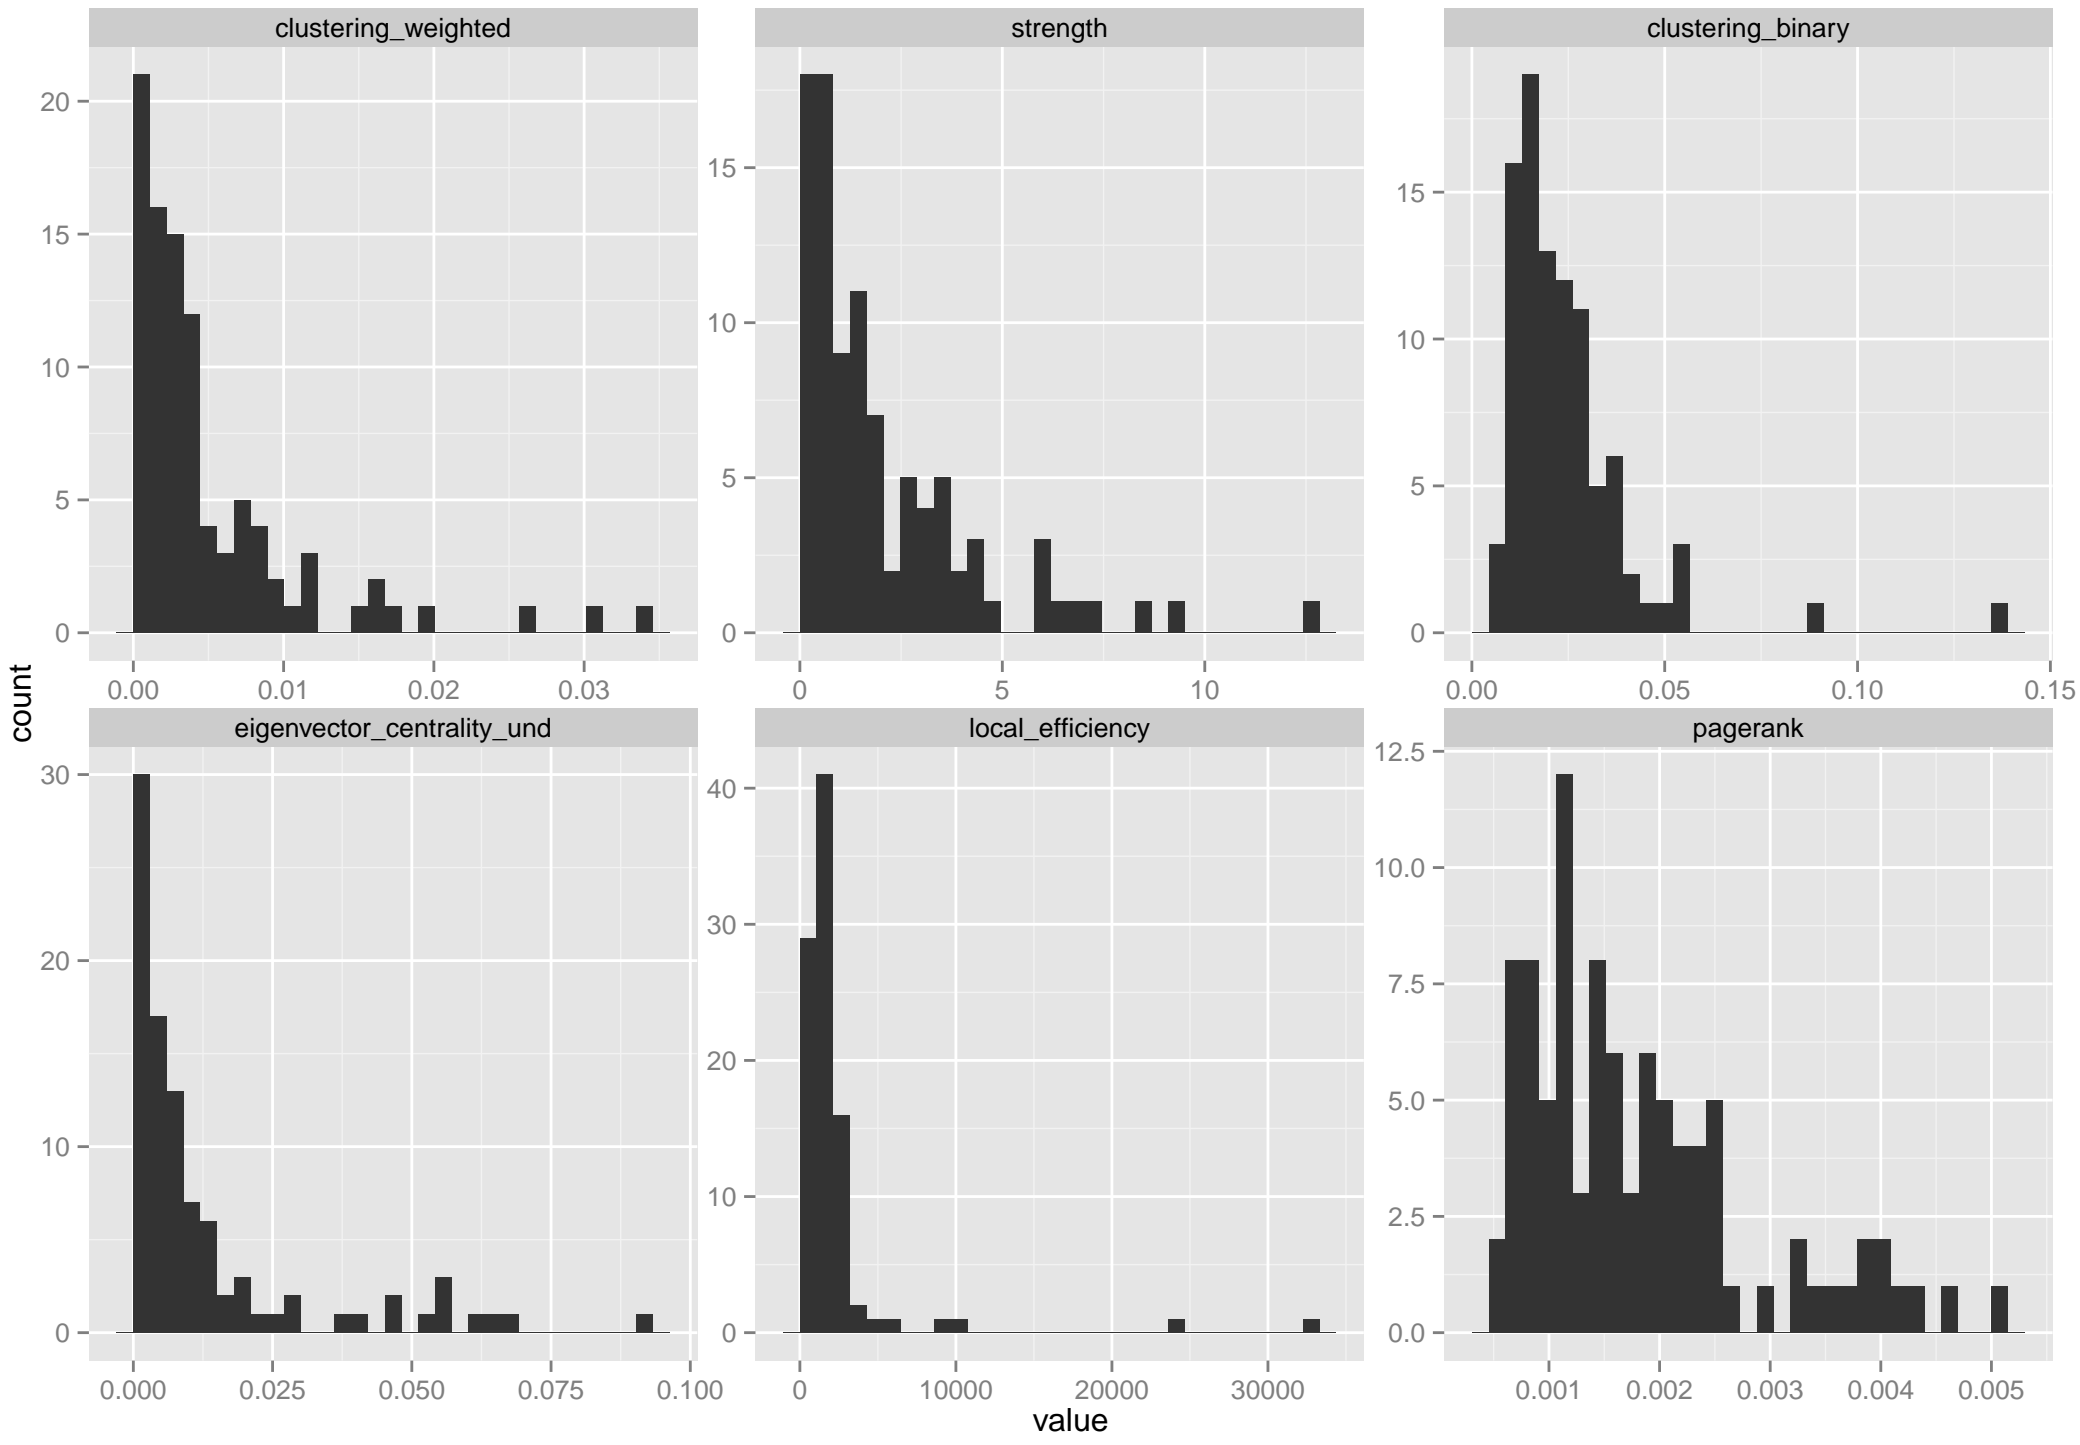 clustering_weighted
strength
clustering_binary
20
15
10
5
0
0.00 0.01 0.02 0.03
15
10
5
0
0 5 10
15
10
5
0
0.00 0.05 0.10 0.15
count
eigenvector_centrality_und
local_efficiency
pagerank
30
20
10
0
0.000 0.025 0.050 0.075 0.100
40
30
20
10
0
0 10000 20000 30000
12.5
10.0
7.5
5.0
2.5
0.0
0.001 0.002 0.003 0.004 0.005
value